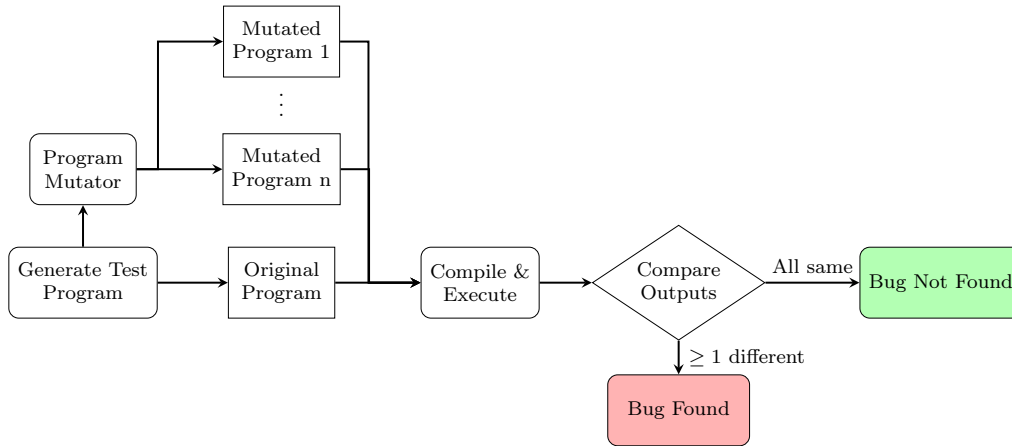 Mutated
Program 1
⋮
Mutated
Program n
Program
Mutator
Generate Test
Program
Original
Program
Compile &
Execute
Compare
Outputs
All same
Bug Not Found
≥ 1 different
Bug Found